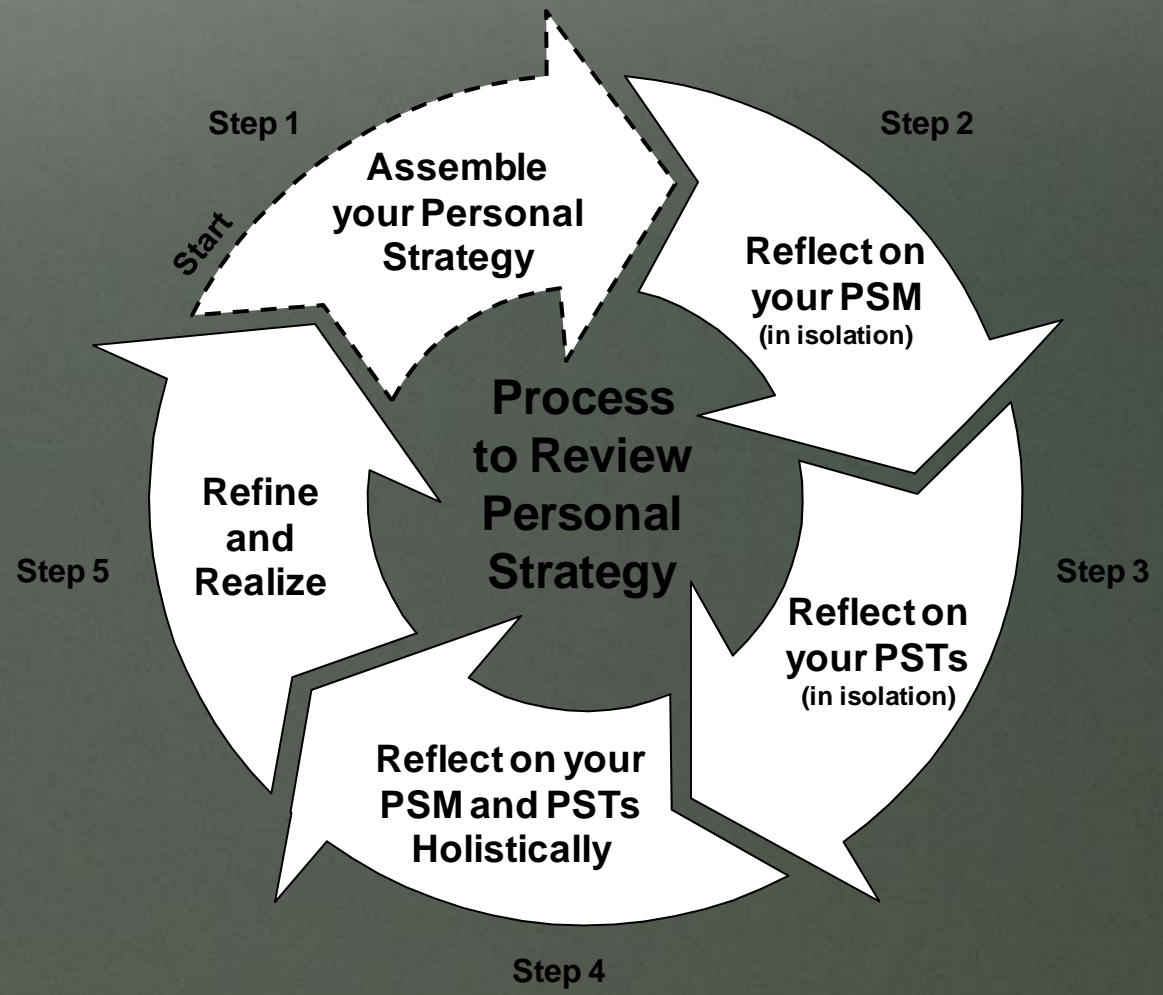 Step 1
Start
Assemble
your Personal
Strategy
Step 2
Reflect on
your PSM
(in isolation)
Step 3
Reflect on
your PSTs
(in isolation)
Step 4
Reflect on your
PSM and PSTs
Holistically
Step 5
Refine
and
Realize
Process
to Review
Personal
Strategy